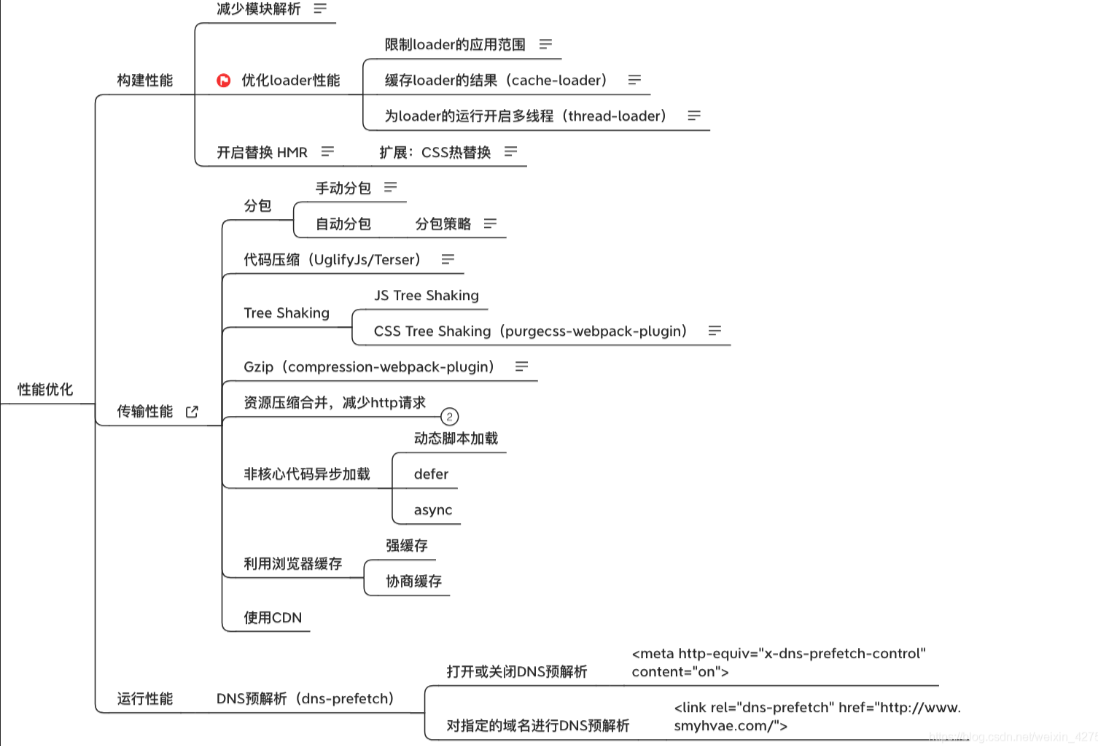 性能优化
构建性能
减少模块解析
优化loader性能
限制loader的应用范围
缓存loader的结果（cache-loader）
为loader的运行开启多线程（thread-loader）
开启替换 HMR
扩展：CSS热替换
传输性能
分包
手动分包
自动分包
分包策略
代码压缩（UglifyJs/Terser）
Tree Shaking
JS Tree Shaking
CSS Tree Shaking（purgecss-webpack-plugin）
Gzip（compression-webpack-plugin）
资源压缩合并，减少http请求
2
非核心代码异步加载
动态脚本加载
defer
async
利用浏览器缓存
强缓存
协商缓存
使用CDN
运行性能
DNS预解析（dns-prefetch）
打开或关闭DNS预解析
<meta http-equiv="x-dns-prefetch-control"
content="on">
对指定的域名进行DNS预解析
<link rel="dns-prefetch" href="http://www.
smyhvae.com/">
https://blog.csdn.net/weixin_4275